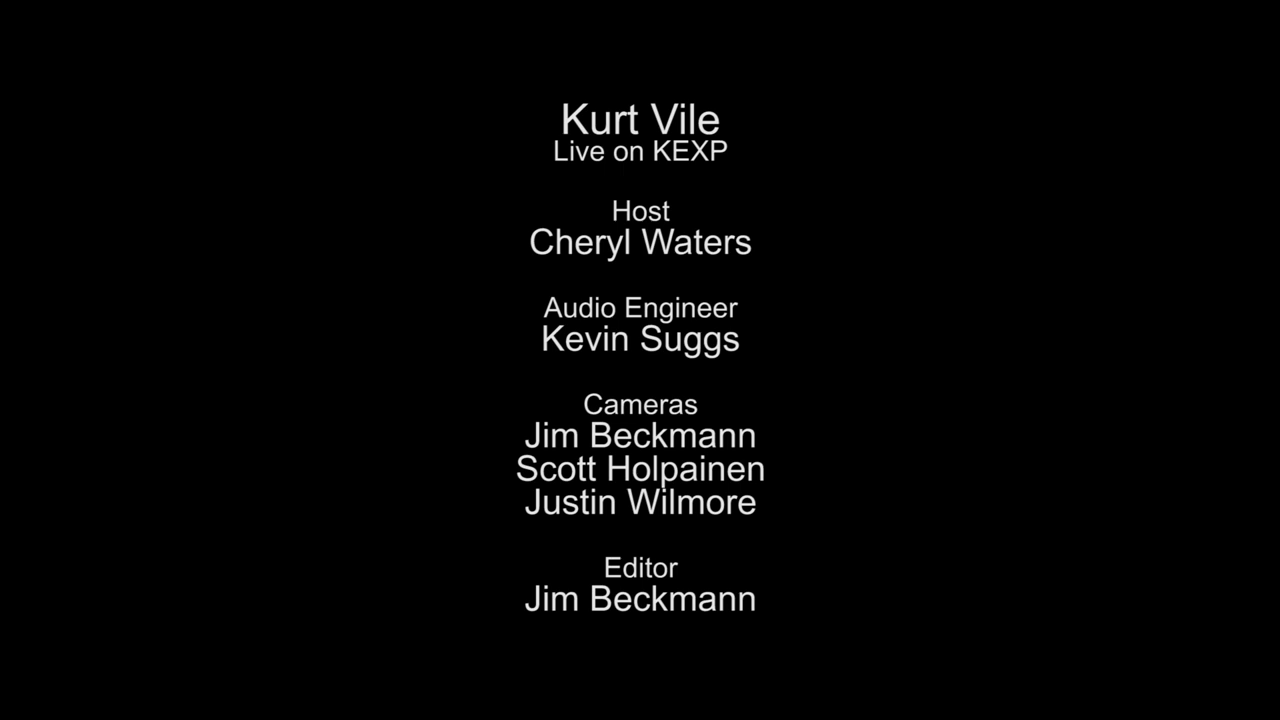 Kurt Vile
Live on KEXP
Host
Cheryl Waters
Audio Engineer
Kevin Suggs
Cameras
Jim Beckmann
Scott Holpainen
Justin Wilmore
Editor
Jim Beckmann